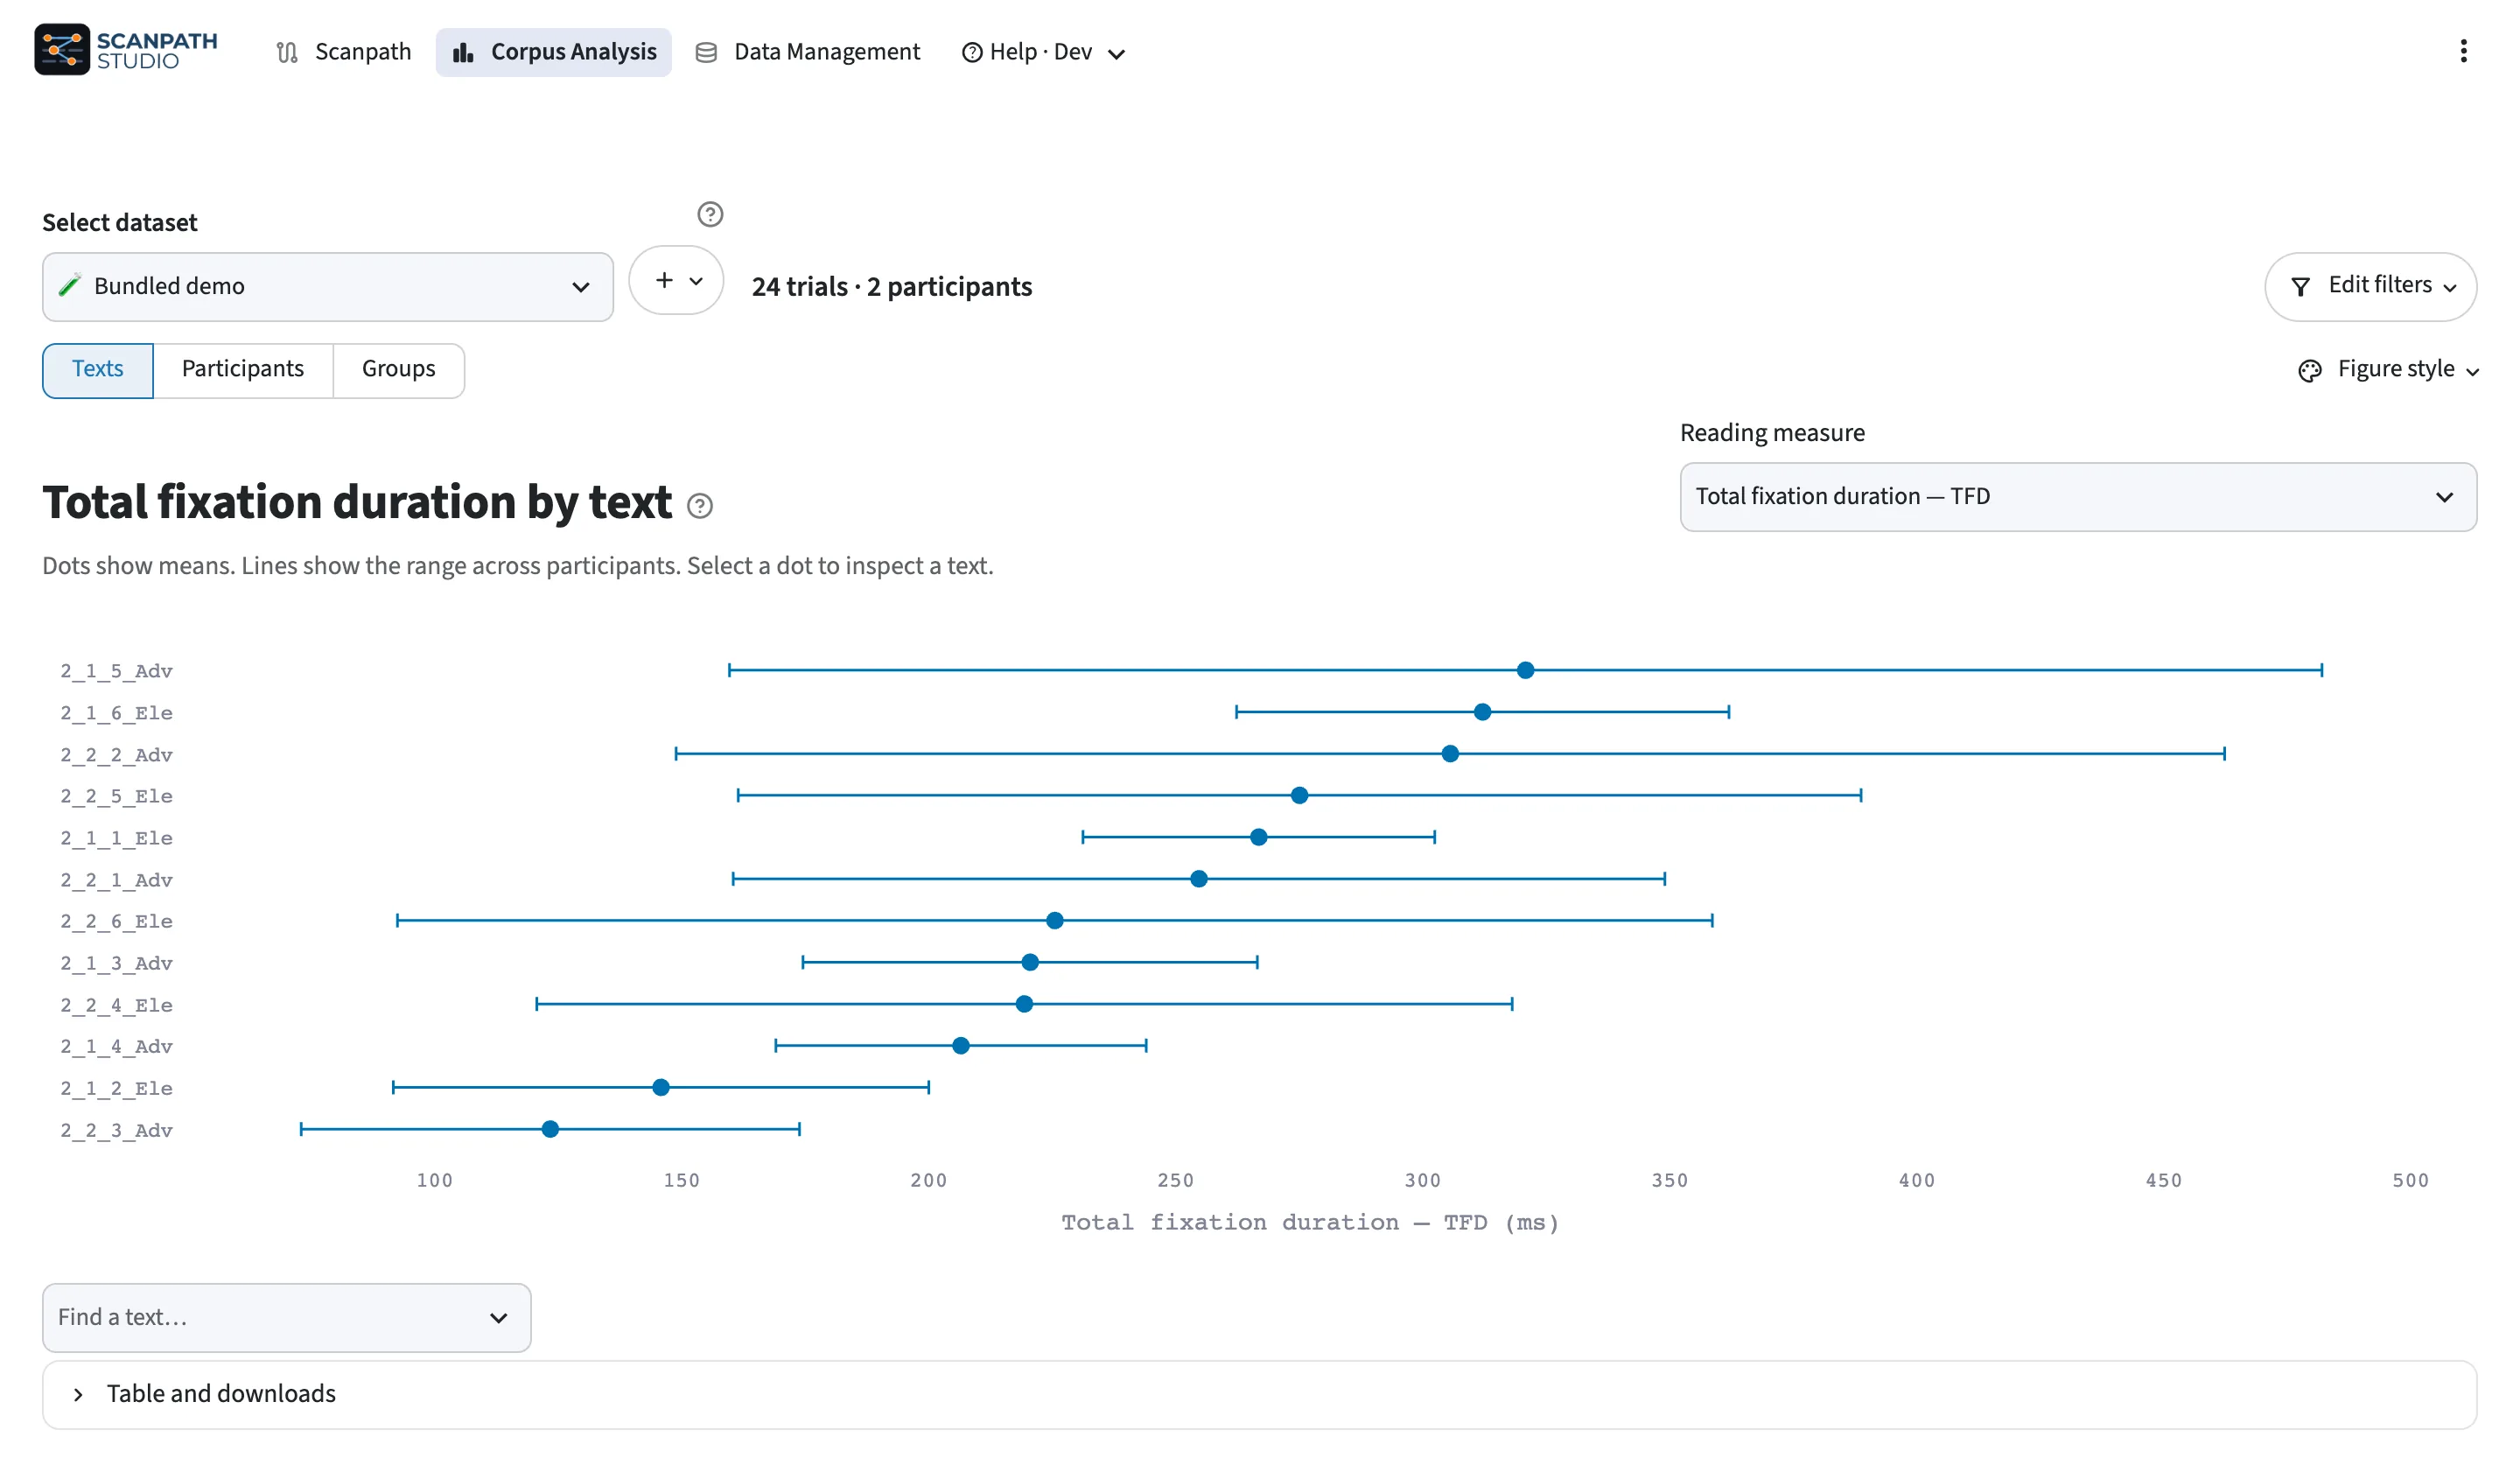 SCANPATH
STUDIO
Scanpath
Corpus Analysis
Data Management
Help · Dev
Select dataset
Bundled demo
24 trials · 2 participants
Edit filters
Texts
Participants
Groups
Figure style
Reading measure
Total fixation duration — TFD
Total fixation duration by text
Dots show means. Lines show the range across participants. Select a dot to inspect a text.
2_1_5_Adv
2_1_6_Ele
2_2_2_Adv
2_2_5_Ele
2_1_1_Ele
2_2_1_Adv
2_2_6_Ele
2_1_3_Adv
2_2_4_Ele
2_1_4_Adv
2_1_2_Ele
2_2_3_Adv
100 150 200 250 300 350 400 450 500
Total fixation duration — TFD (ms)
Find a text…
Table and downloads